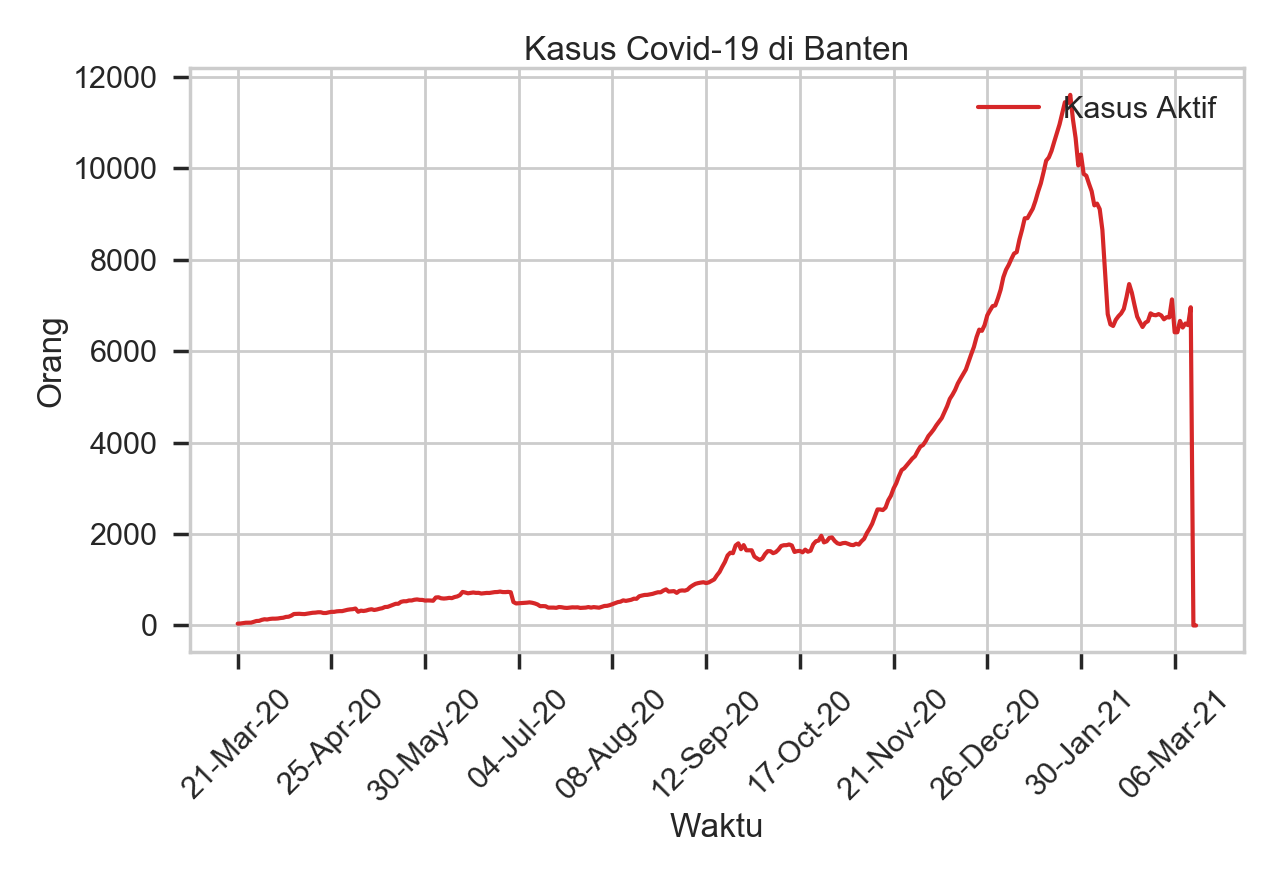 Kasus Covid-19 di Banten
Kasus Aktif
12000
10000
8000
6000
4000
2000
0
Orang
21-Mar-20
25-Apr-20
30-May-20
04-Jul-20
08-Aug-20
12-Sep-20
17-Oct-20
21-Nov-20
26-Dec-20
30-Jan-21
06-Mar-21
Waktu